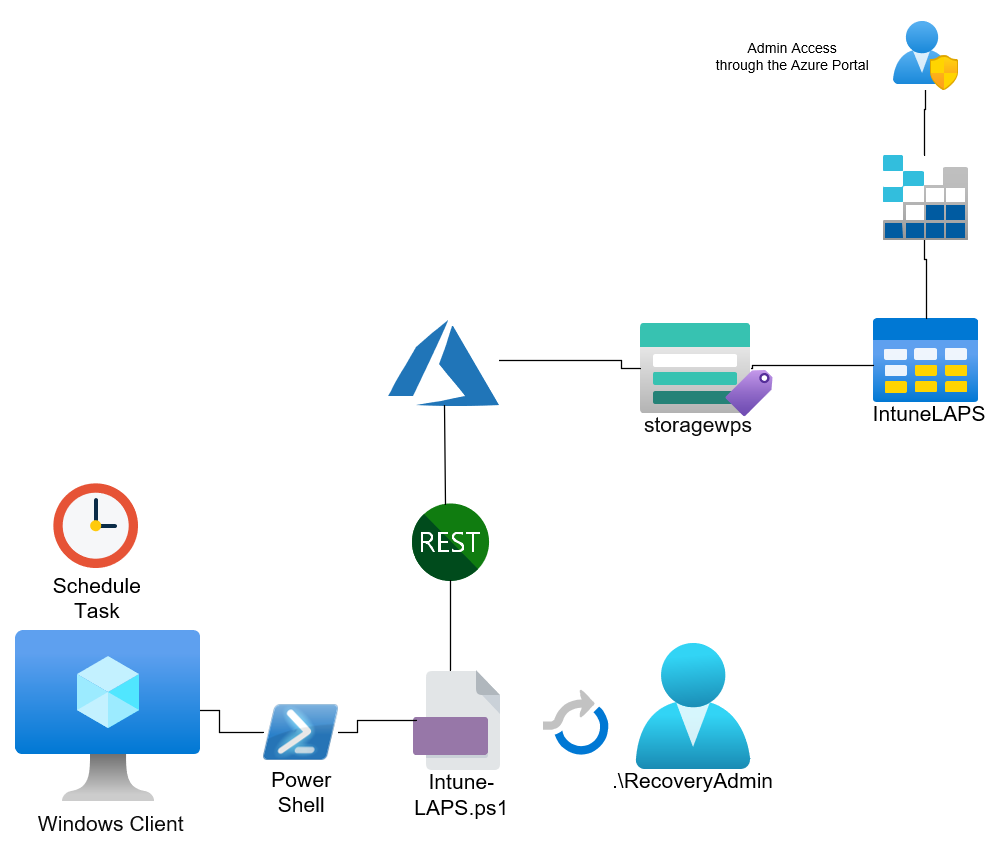 Admin Access
through the Azure Portal
storagewps
IntuneLAPS
REST
Schedule
Task
Windows Client
Power
Shell
Intune-
LAPS.ps1
.\RecoveryAdmin